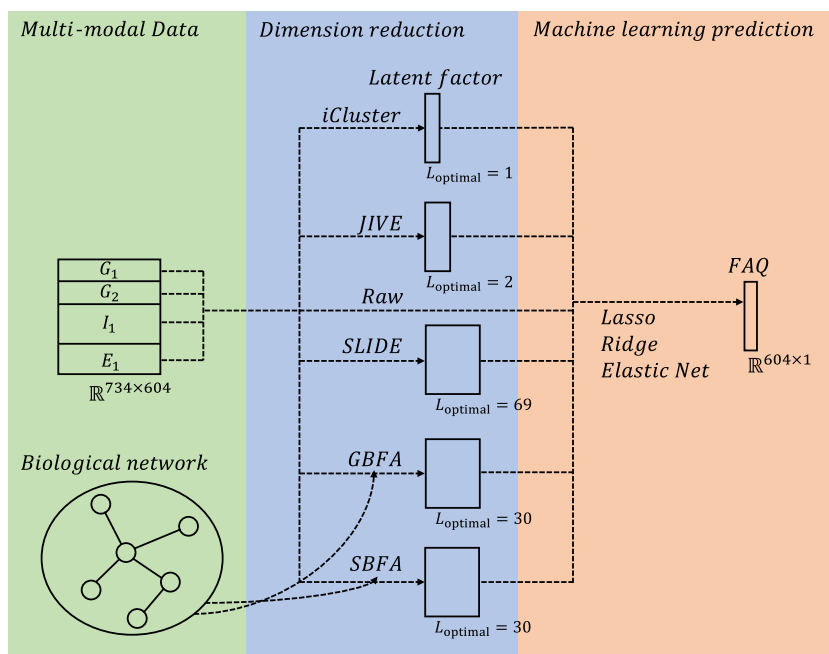 Multi-modal Data
Dimension reduction
Machine learning prediction
Latent factor
iCluster
L_optimal = 1
JIVE
L_optimal = 2
G_1
G_2
I_1
E_1
ℝ^{734×604}
Raw
FAQ
Lasso
Ridge
Elastic Net
ℝ^{604×1}
SLIDE
L_optimal = 69
Biological network
GBFA
L_optimal = 30
SBFA
L_optimal = 30